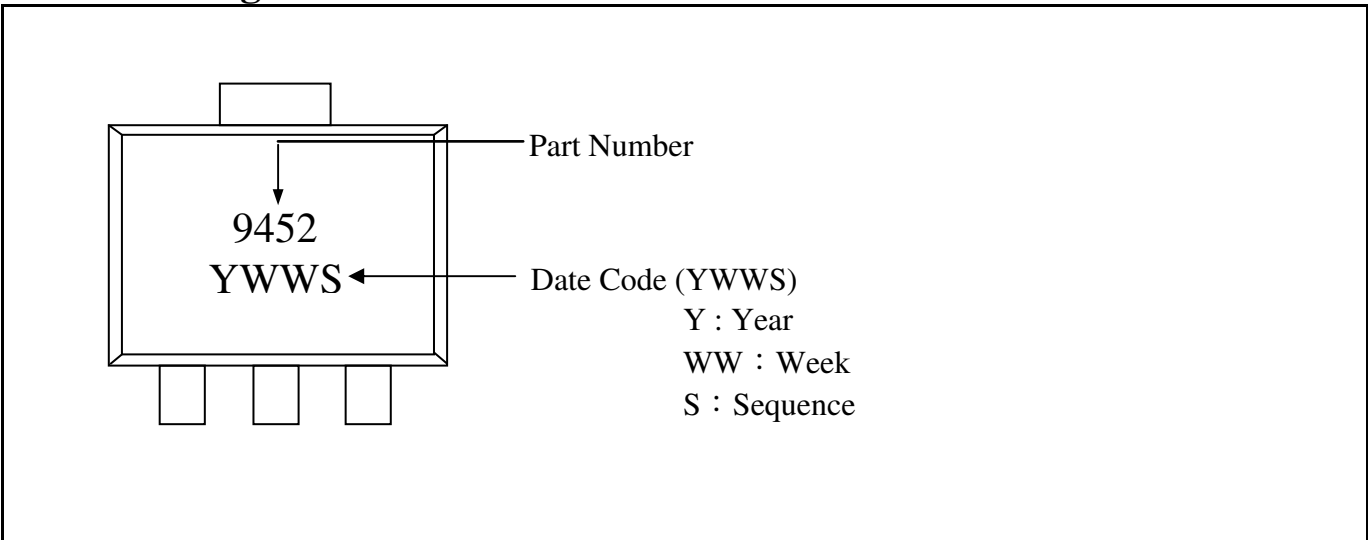 Part Number
9452
YWWS
Date Code (YWWS)
Y : Year
WW：Week
S：Sequence